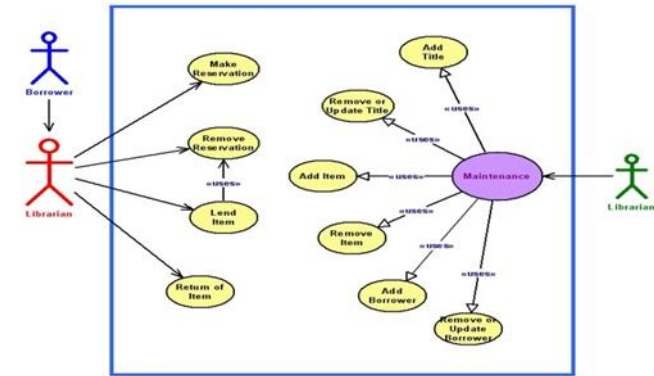 Borrower
Librarian
Make
Reservation
Remove
Reservation
«uses»
Lend
Item
Return of
Item
Add
Title
«uses»
Remove or
Update Title
«uses»
Add Item
«uses»
Maintenance
Librarian
Remove
Item
«uses»
Add
Borrower
«uses»
Remove or
Update
Borrower
«uses»